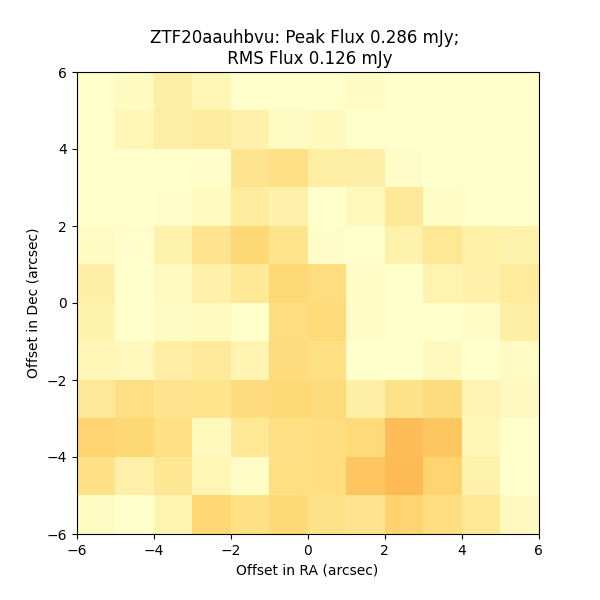 ZTF20aauhbvu: Peak Flux 0.286 mJy;
RMS Flux 0.126 mJy
6
4
2
0
−2
−4
−6
Offset in Dec (arcsec)
−6 −4 −2 0 2 4 6
Offset in RA (arcsec)